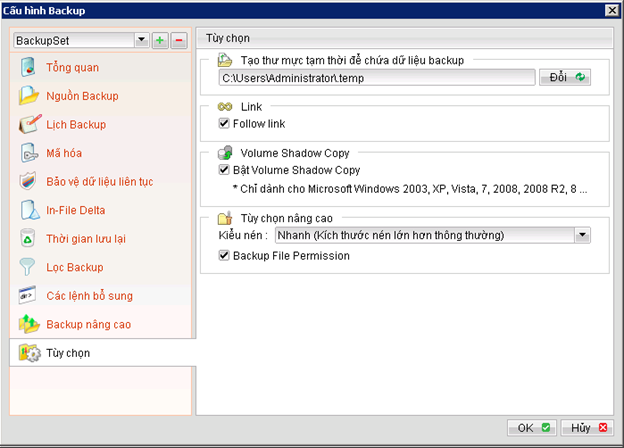 Cấu hình Backup
BackupSet
Tổng quan
Nguồn Backup
Lịch Backup
Mã hóa
Bảo vệ dữ liệu liên tục
In-File Delta
Thời gian lưu lại
Lọc Backup
Các lệnh bổ sung
Backup nâng cao
Tùy chọn
Tùy chọn
Tạo thư mực tạm thời để chứa dữ liệu backup
C:\Users\Administrator\.temp
Đổi
Link
Follow link
Volume Shadow Copy
Bật Volume Shadow Copy
* Chỉ dành cho Microsoft Windows 2003, XP, Vista, 7, 2008, 2008 R2, 8 ...
Tùy chọn nâng cao
Kiểu nén : Nhanh (Kích thước nén lớn hơn thông thường)
Backup File Permission
OK Hủy